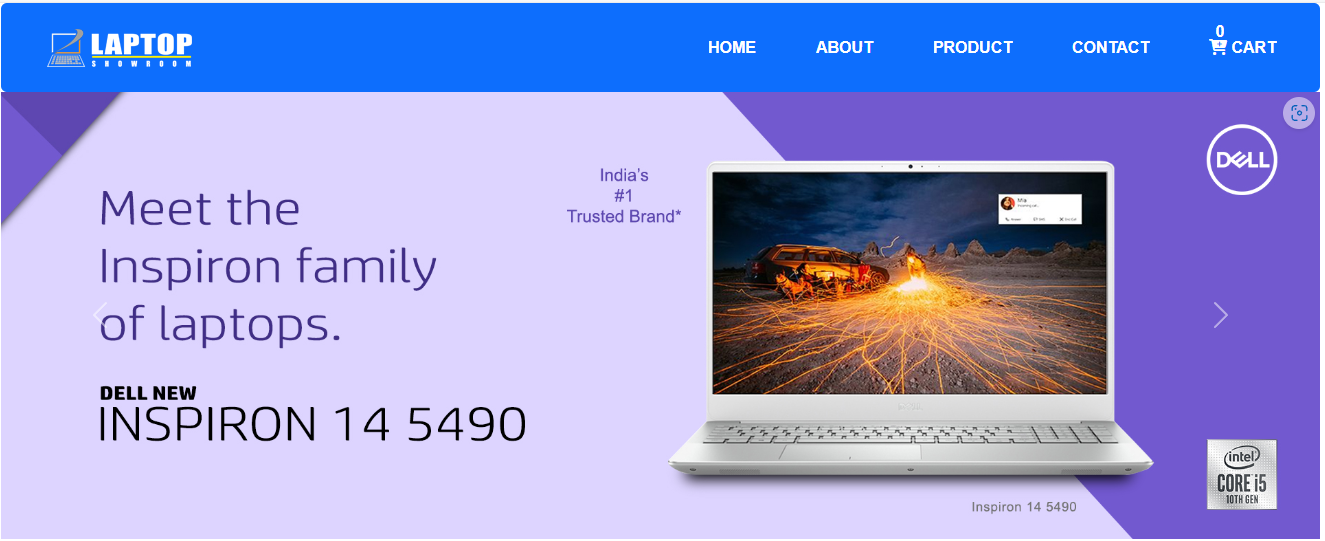 LAPTOP
SHOWROOM
HOME
ABOUT
PRODUCT
CONTACT
0
CART
Meet the
Inspiron family
of laptops.
DELL NEW
INSPIRON 14 5490
India's
#1
Trusted Brand*
Mia
DELL
intel
CORE i5
10TH GEN
Inspiron 14 5490